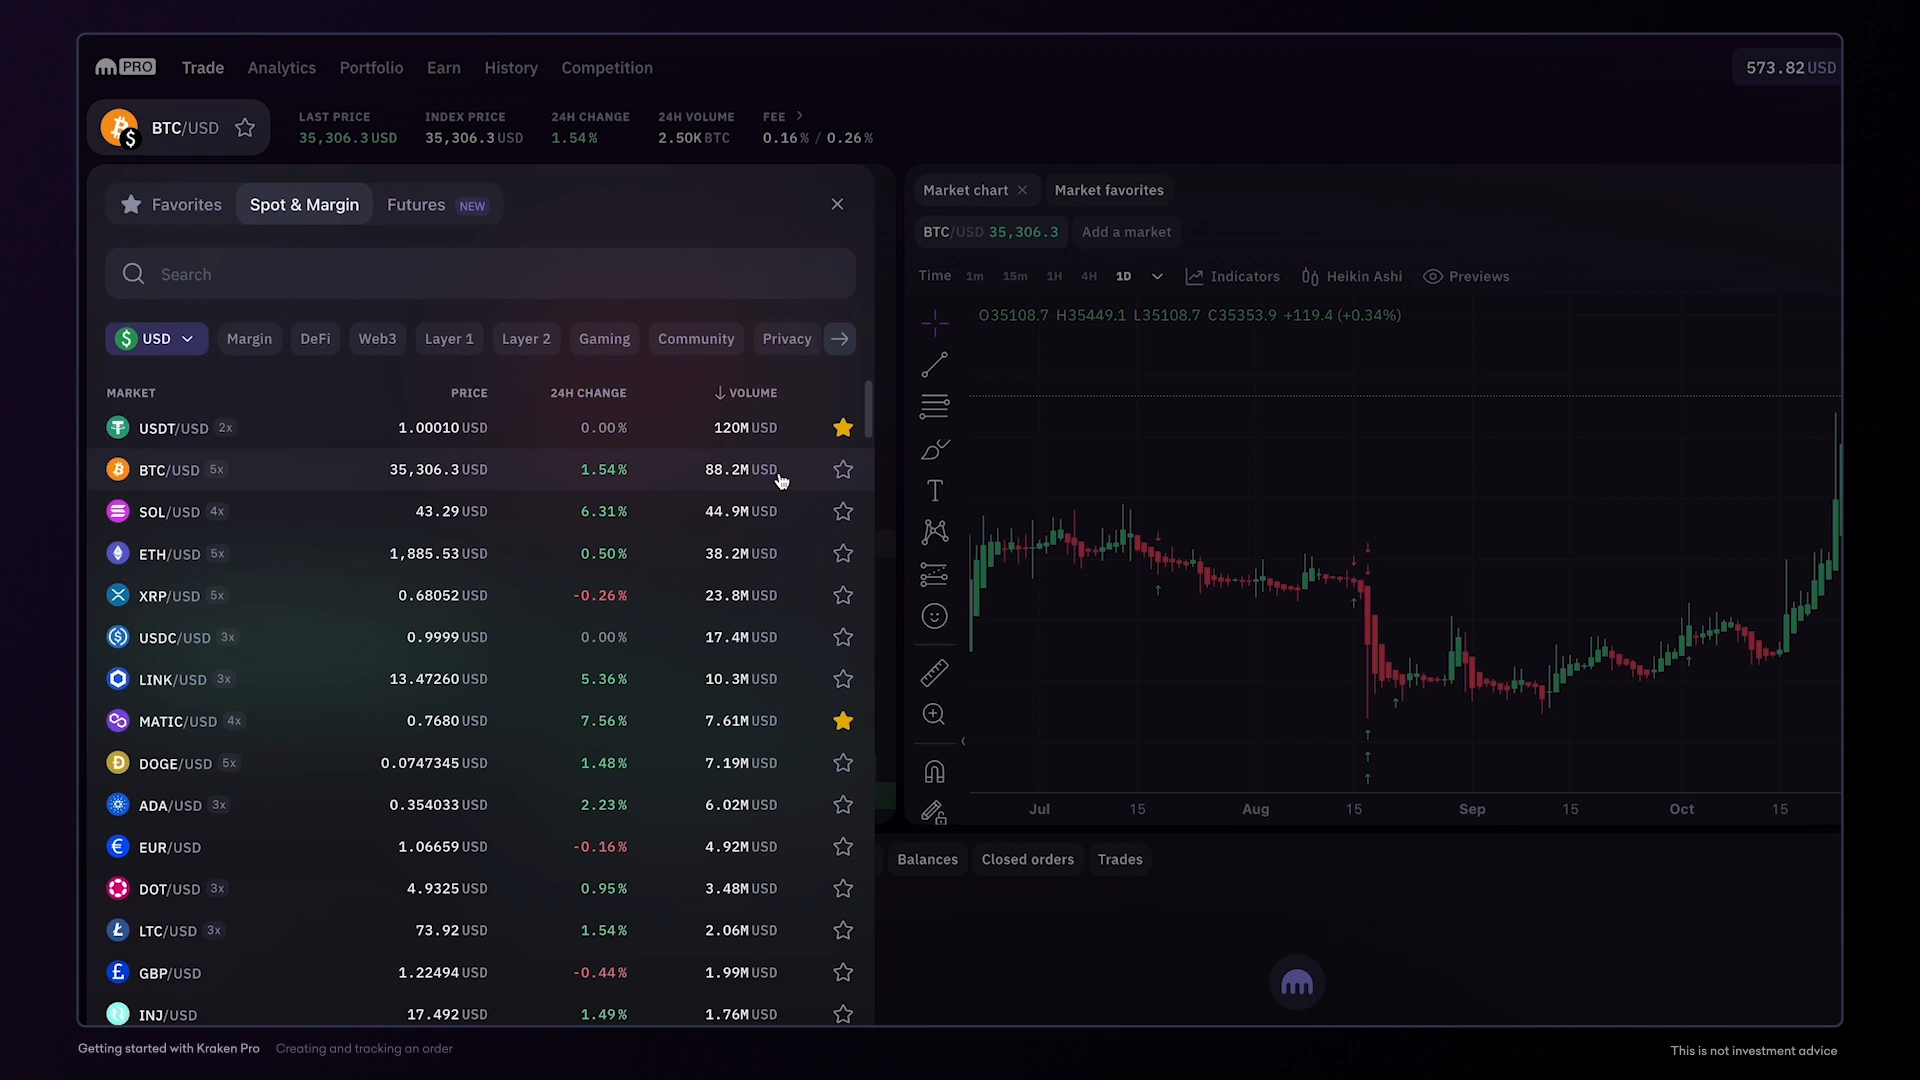 PRO Trade Analytics Portfolio Earn History Competition 573.82 USD
BTC/USD
LAST PRICE INDEX PRICE 24H CHANGE 24H VOLUME FEE
35,306.3 USD 35,306.3 USD 1.54% 2.50K BTC 0.16% / 0.26%
Favorites Spot & Margin Futures NEW
Search
USD Margin DeFi Web3 Layer 1 Layer 2 Gaming Community Privacy
MARKET PRICE 24H CHANGE VOLUME
USDT/USD 2x 1.00010 USD 0.00% 120M USD
BTC/USD 5x 35,306.3 USD 1.54% 88.2M USD
SOL/USD 4x 43.29 USD 6.31% 44.9M USD
ETH/USD 5x 1,885.53 USD 0.50% 38.2M USD
XRP/USD 5x 0.68052 USD -0.26% 23.8M USD
USDC/USD 3x 0.9999 USD 0.00% 17.4M USD
LINK/USD 3x 13.47260 USD 5.36% 10.3M USD
MATIC/USD 4x 0.7680 USD 7.56% 7.61M USD
DOGE/USD 5x 0.0747345 USD 1.48% 7.19M USD
ADA/USD 3x 0.354033 USD 2.23% 6.02M USD
EUR/USD 1.06659 USD -0.16% 4.92M USD
DOT/USD 3x 4.9325 USD 0.95% 3.48M USD
LTC/USD 3x 73.92 USD 1.54% 2.06M USD
GBP/USD 1.22494 USD -0.44% 1.99M USD
INJ/USD 17.492 USD 1.49% 1.76M USD
Market chart Market favorites
BTC/USD 35,306.3 Add a market
Time 1m 15m 1H 4H 1D Indicators Heikin Ashi Previews
O35108.7 H35449.1 L35108.7 C35353.9 +119.4 (+0.34%)
Jul 15 Aug 15 Sep 15 Oct 15
Balances Closed orders Trades
Getting started with Kraken Pro Creating and tracking an order
This is not investment advice